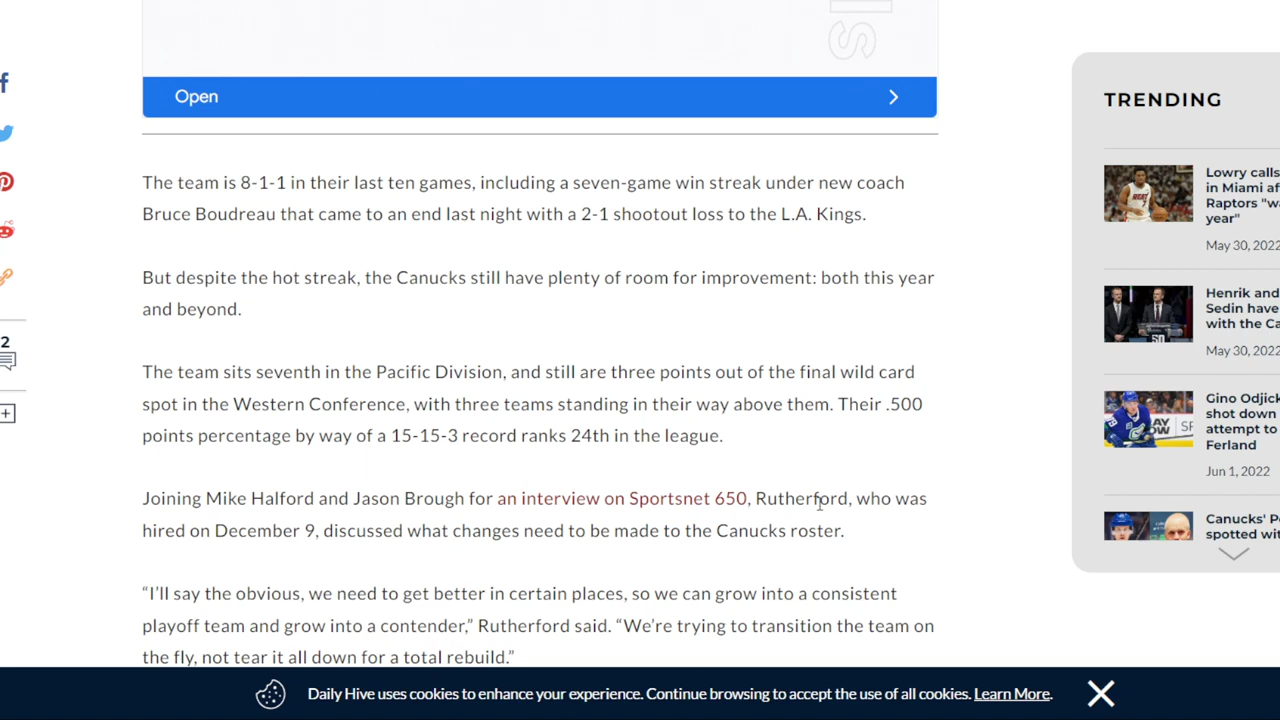 Open
The team is 8-1-1 in their last ten games, including a seven-game win streak under new coach
Bruce Boudreau that came to an end last night with a 2-1 shootout loss to the L.A. Kings.
But despite the hot streak, the Canucks still have plenty of room for improvement: both this year
and beyond.
The team sits seventh in the Pacific Division, and still are three points out of the final wild card
spot in the Western Conference, with three teams standing in their way above them. Their .500
points percentage by way of a 15-15-3 record ranks 24th in the league.
Joining Mike Halford and Jason Brough for an interview on Sportsnet 650, Rutherford, who was
hired on December 9, discussed what changes need to be made to the Canucks roster.
“I’ll say the obvious, we need to get better in certain places, so we can grow into a consistent
playoff team and grow into a contender,” Rutherford said. “We’re trying to transition the team on
the fly, not tear it all down for a total rebuild.”
2
TRENDING
Lowry calls
in Miami af
Raptors "wa
year"
May 30, 2022
Henrik and
Sedin have
with the Ca
May 30, 2022
Gino Odjick
shot down
attempt to
Ferland
Jun 1, 2022
Canucks' Pe
spotted wit
Daily Hive uses cookies to enhance your experience. Continue browsing to accept the use of all cookies. Learn More.